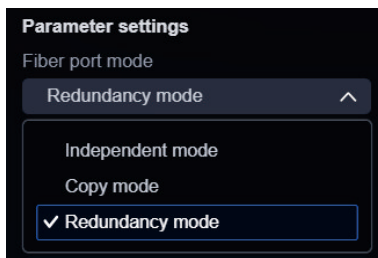 Parameter settings
Fiber port mode
Redundancy mode
Independent mode
Copy mode
Redundancy mode